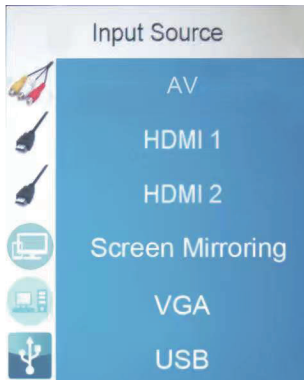 Input Source
AV
HDMI 1
HDMI 2
Screen Mirroring
VGA
USB